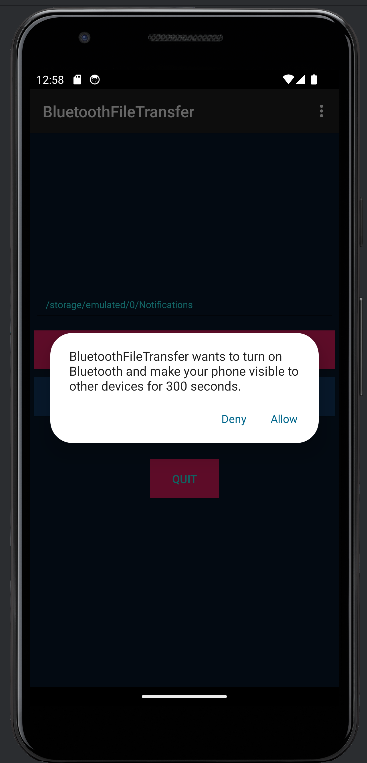 12:58
BluetoothFileTransfer
/storage/emulated/0/Notifications
BluetoothFileTransfer wants to turn on
Bluetooth and make your phone visible to
other devices for 300 seconds.
Deny Allow
QUIT